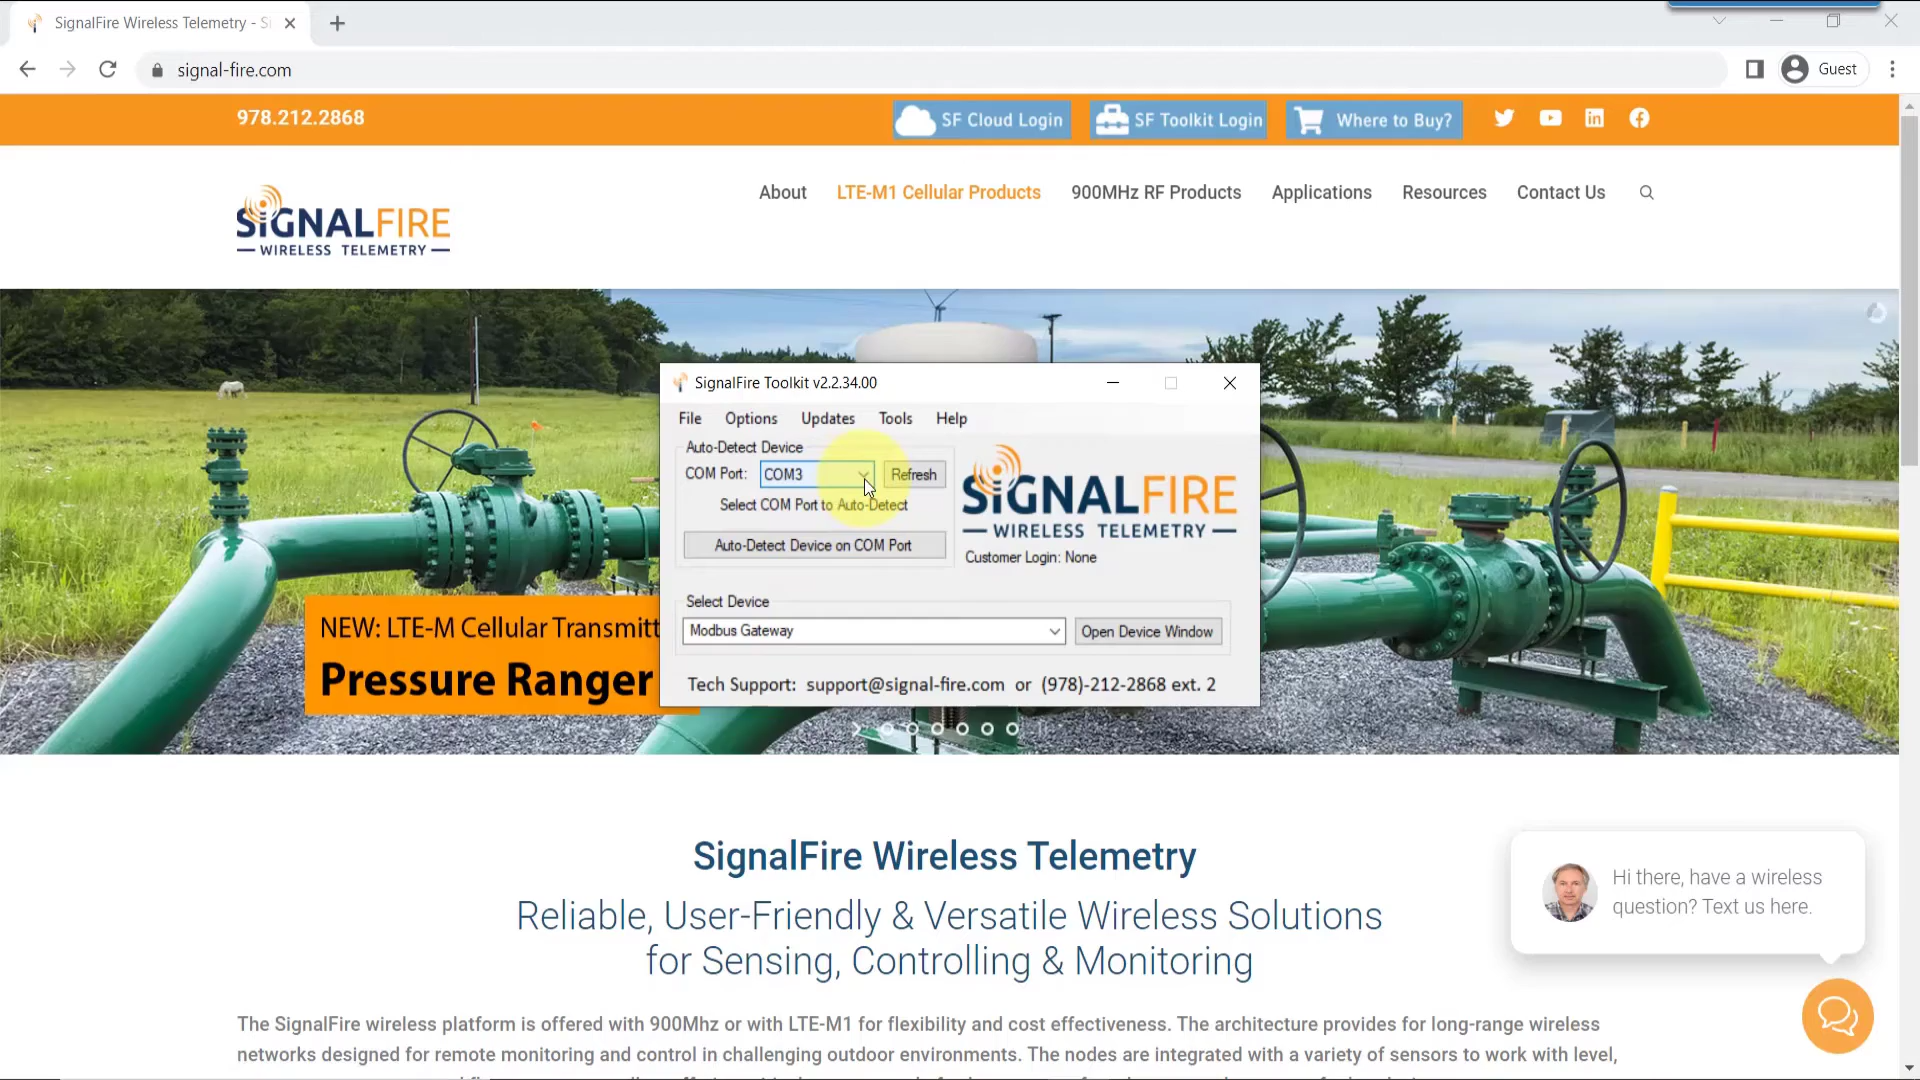 SignalFire Wireless Telemetry - Si
signal-fire.com
Guest
978.212.2868
SF Cloud Login
SF Toolkit Login
Where to Buy?
SIGNALFIRE
WIRELESS TELEMETRY
About
LTE-M1 Cellular Products
900MHz RF Products
Applications
Resources
Contact Us
NEW: LTE-M Cellular Transmitt
Pressure Ranger
SignalFire Toolkit v2.2.34.00
File
Options
Updates
Tools
Help
Auto-Detect Device
COM Port:
COM3
Refresh
Select COM Port to Auto-Detect
Auto-Detect Device on COM Port
SIGNALFIRE
WIRELESS TELEMETRY
Customer Login: None
Select Device
Modbus Gateway
Open Device Window
Tech Support: support@signal-fire.com or (978)-212-2868 ext. 2
SignalFire Wireless Telemetry
Reliable, User-Friendly & Versatile Wireless Solutions
for Sensing, Controlling & Monitoring
Hi there, have a wireless
question? Text us here.
The SignalFire wireless platform is offered with 900Mhz or with LTE-M1 for flexibility and cost effectiveness. The architecture provides for long-range wireless
networks designed for remote monitoring and control in challenging outdoor environments. The nodes are integrated with a variety of sensors to work with level,